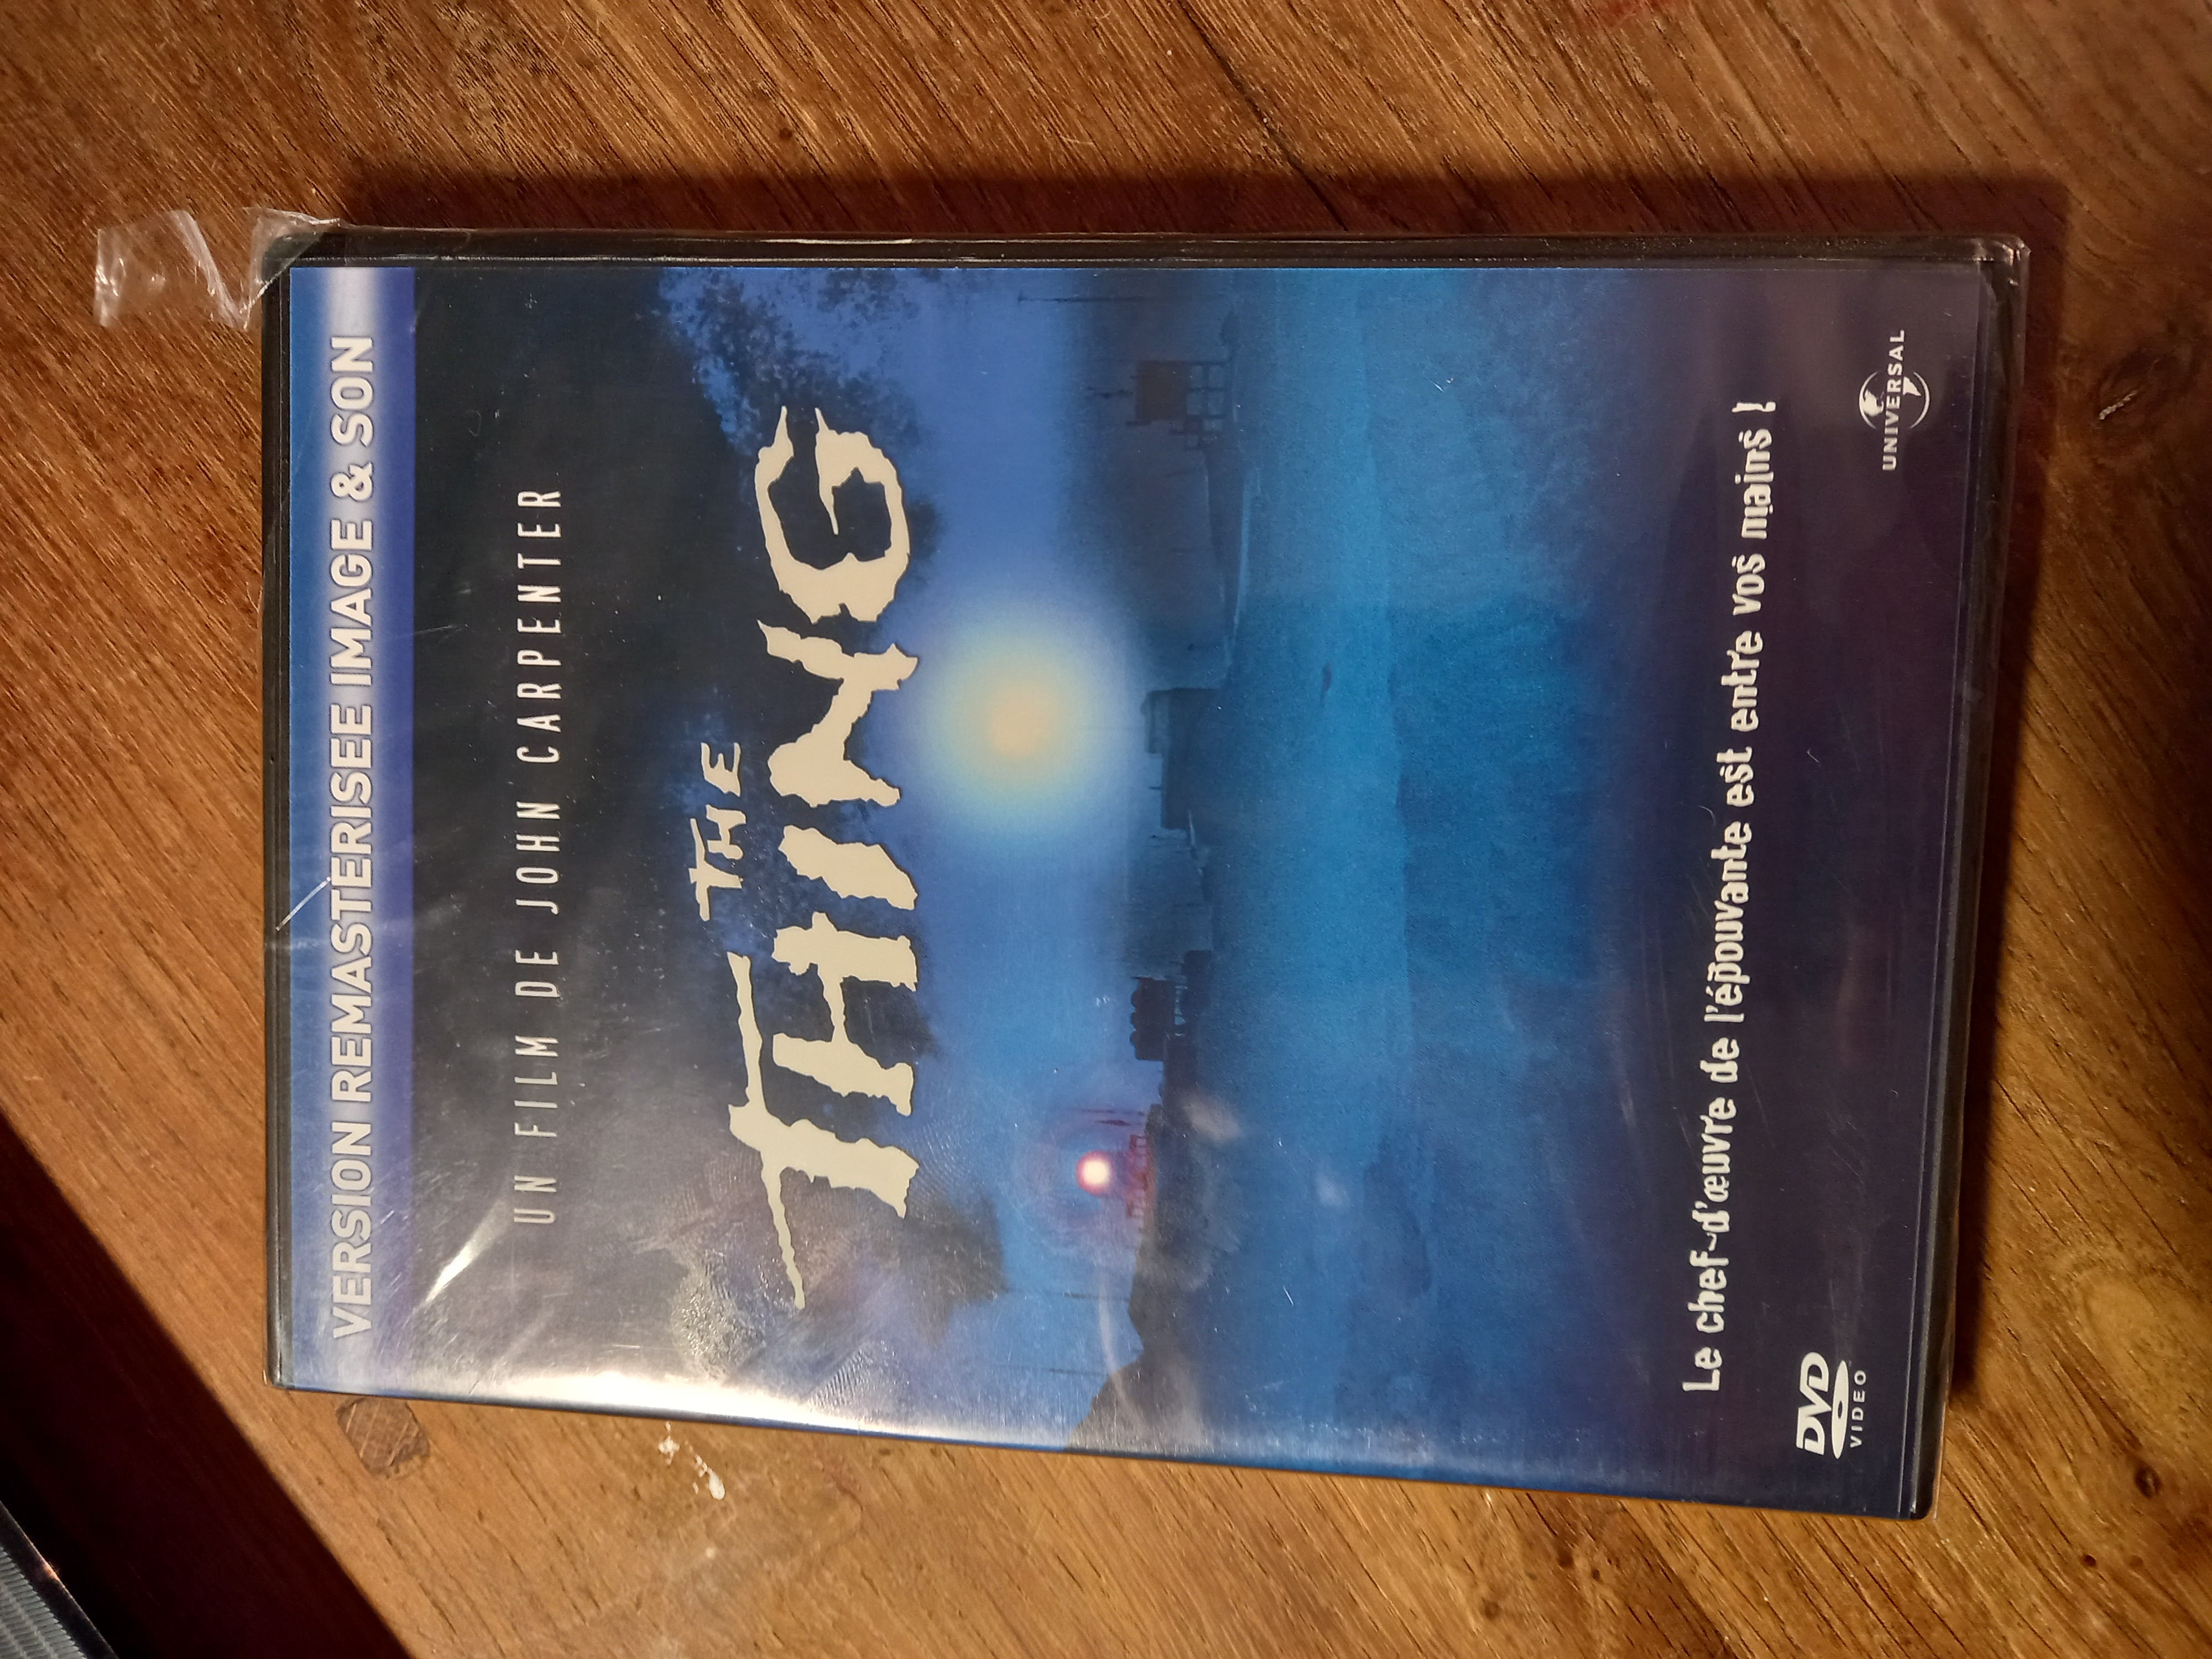 VERSION REMASTERISEE IMAGE & SON
UN FILM DE JOHN CARPENTER
THE
THING
Le chef-d'œuvre de l'épouvante est entre vos mains !
DVD
VIDEO
UNIVERSAL